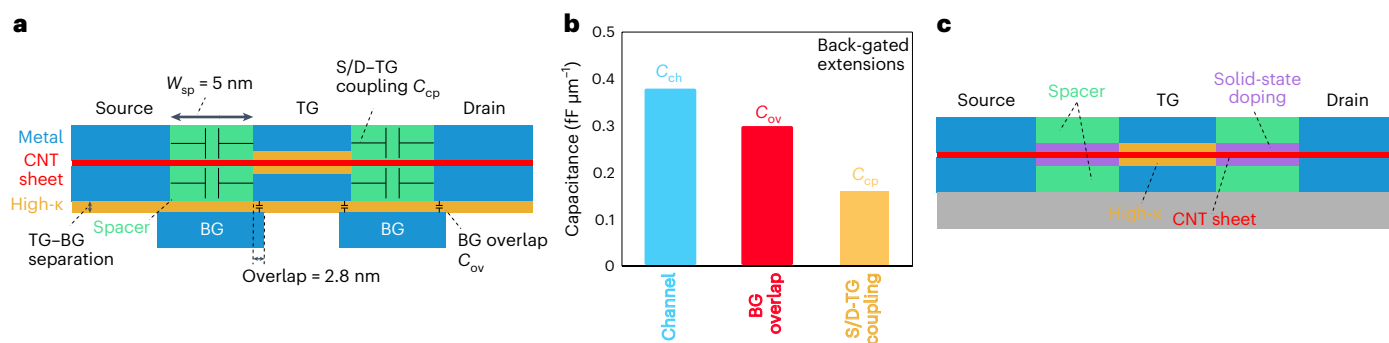 a
W_sp = 5 nm
S/D–TG
coupling C_cp
Source
TG
Drain
Metal
CNT
sheet
High-κ
Spacer
BG
BG
TG–BG
separation
Overlap = 2.8 nm
BG overlap
C_ov
b
Capacitance (fF µm⁻¹)
0.5
0.4
0.3
0.2
0.1
0
Back-gated
extensions
C_ch
C_ov
C_cp
Channel
BG
overlap
S/D-TG
coupling
c
Solid-state
doping
Source
Spacer
TG
Drain
High-κ
CNT sheet